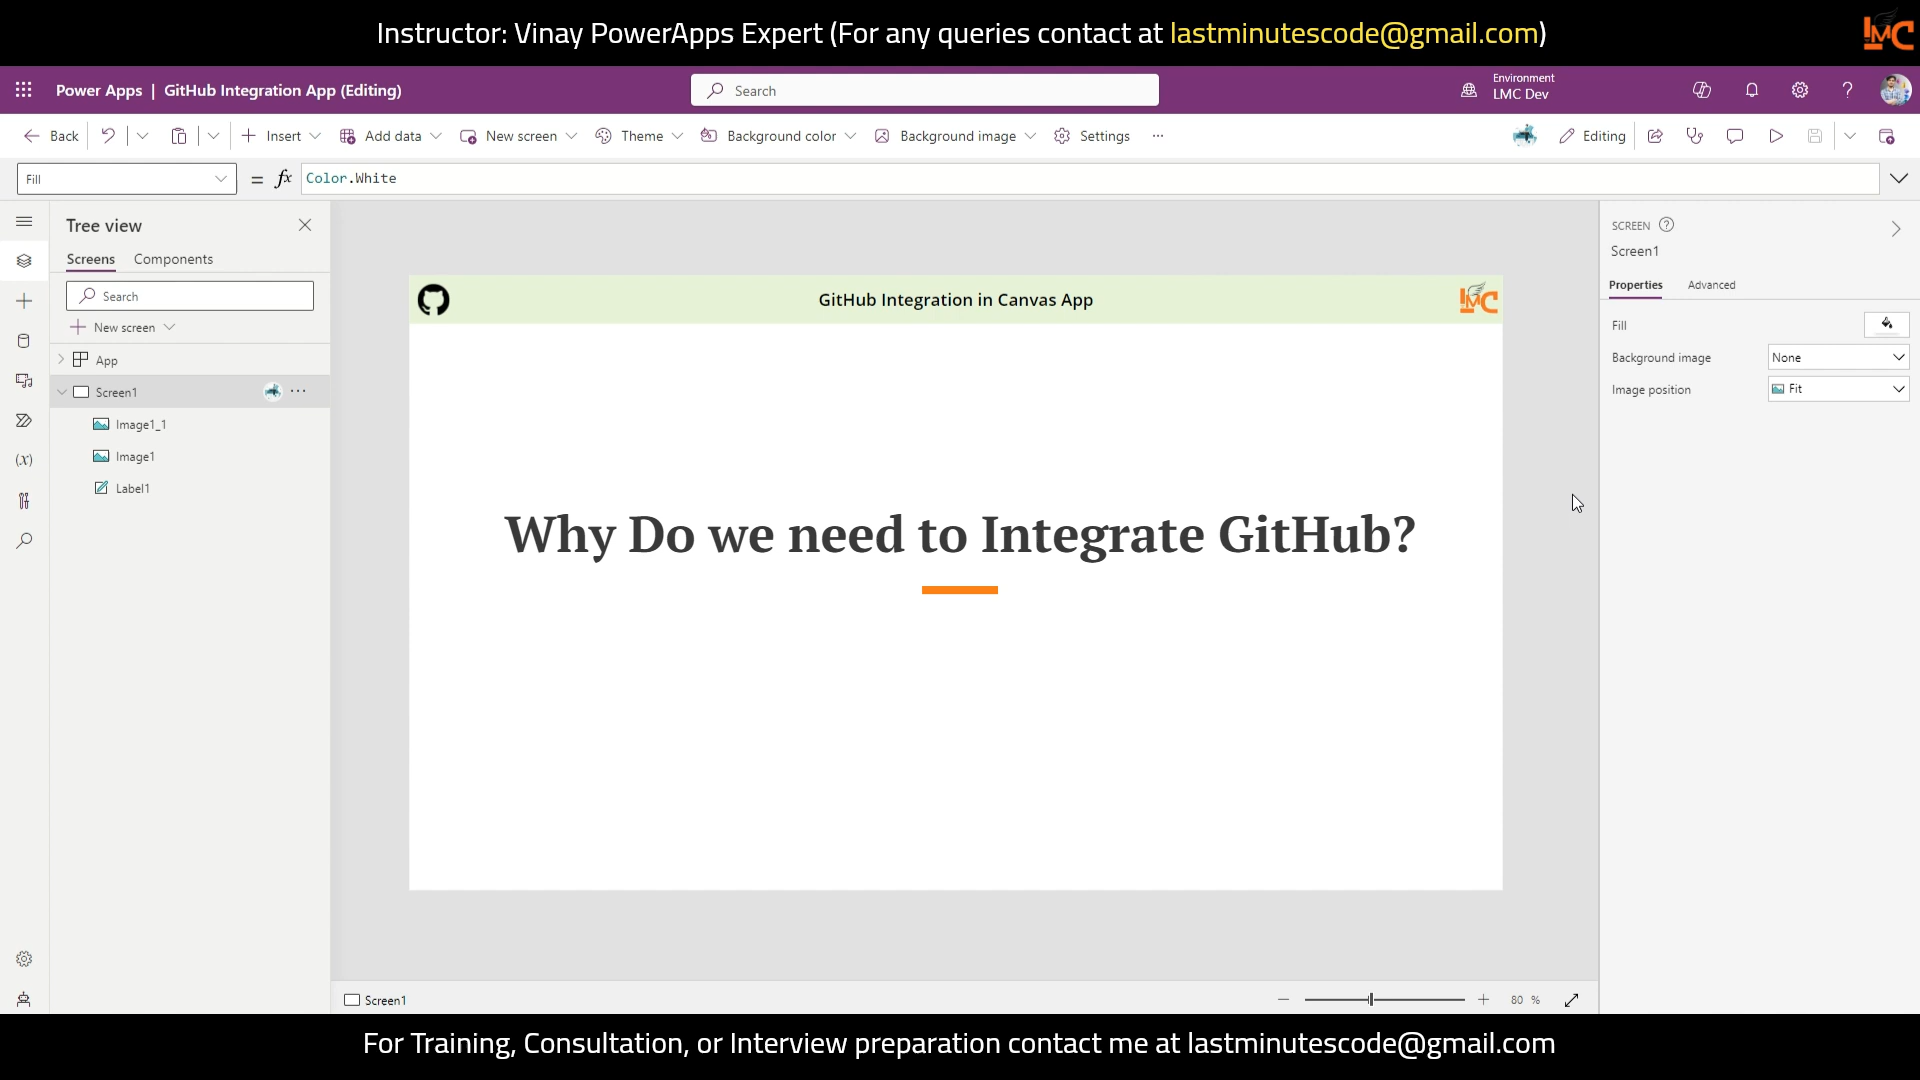 Instructor: Vinay PowerApps Expert (For any queries contact at lastminutescode@gmail.com)
LMC
Power Apps | GitHub Integration App (Editing)
Search
Environment
LMC Dev
Back
Insert
Add data
New screen
Theme
Background color
Background image
Settings
...
Editing
Fill
= fx Color.White
Tree view
Screens
Components
Search
New screen
App
Screen1
...
Image1_1
Image1
Label1
(x)
GitHub Integration in Canvas App
LMC
Why Do we need to Integrate GitHub?
SCREEN
Screen1
Properties
Advanced
Fill
Background image
None
Image position
Fit
Screen1
80 %
For Training, Consultation, or Interview preparation contact me at lastminutescode@gmail.com